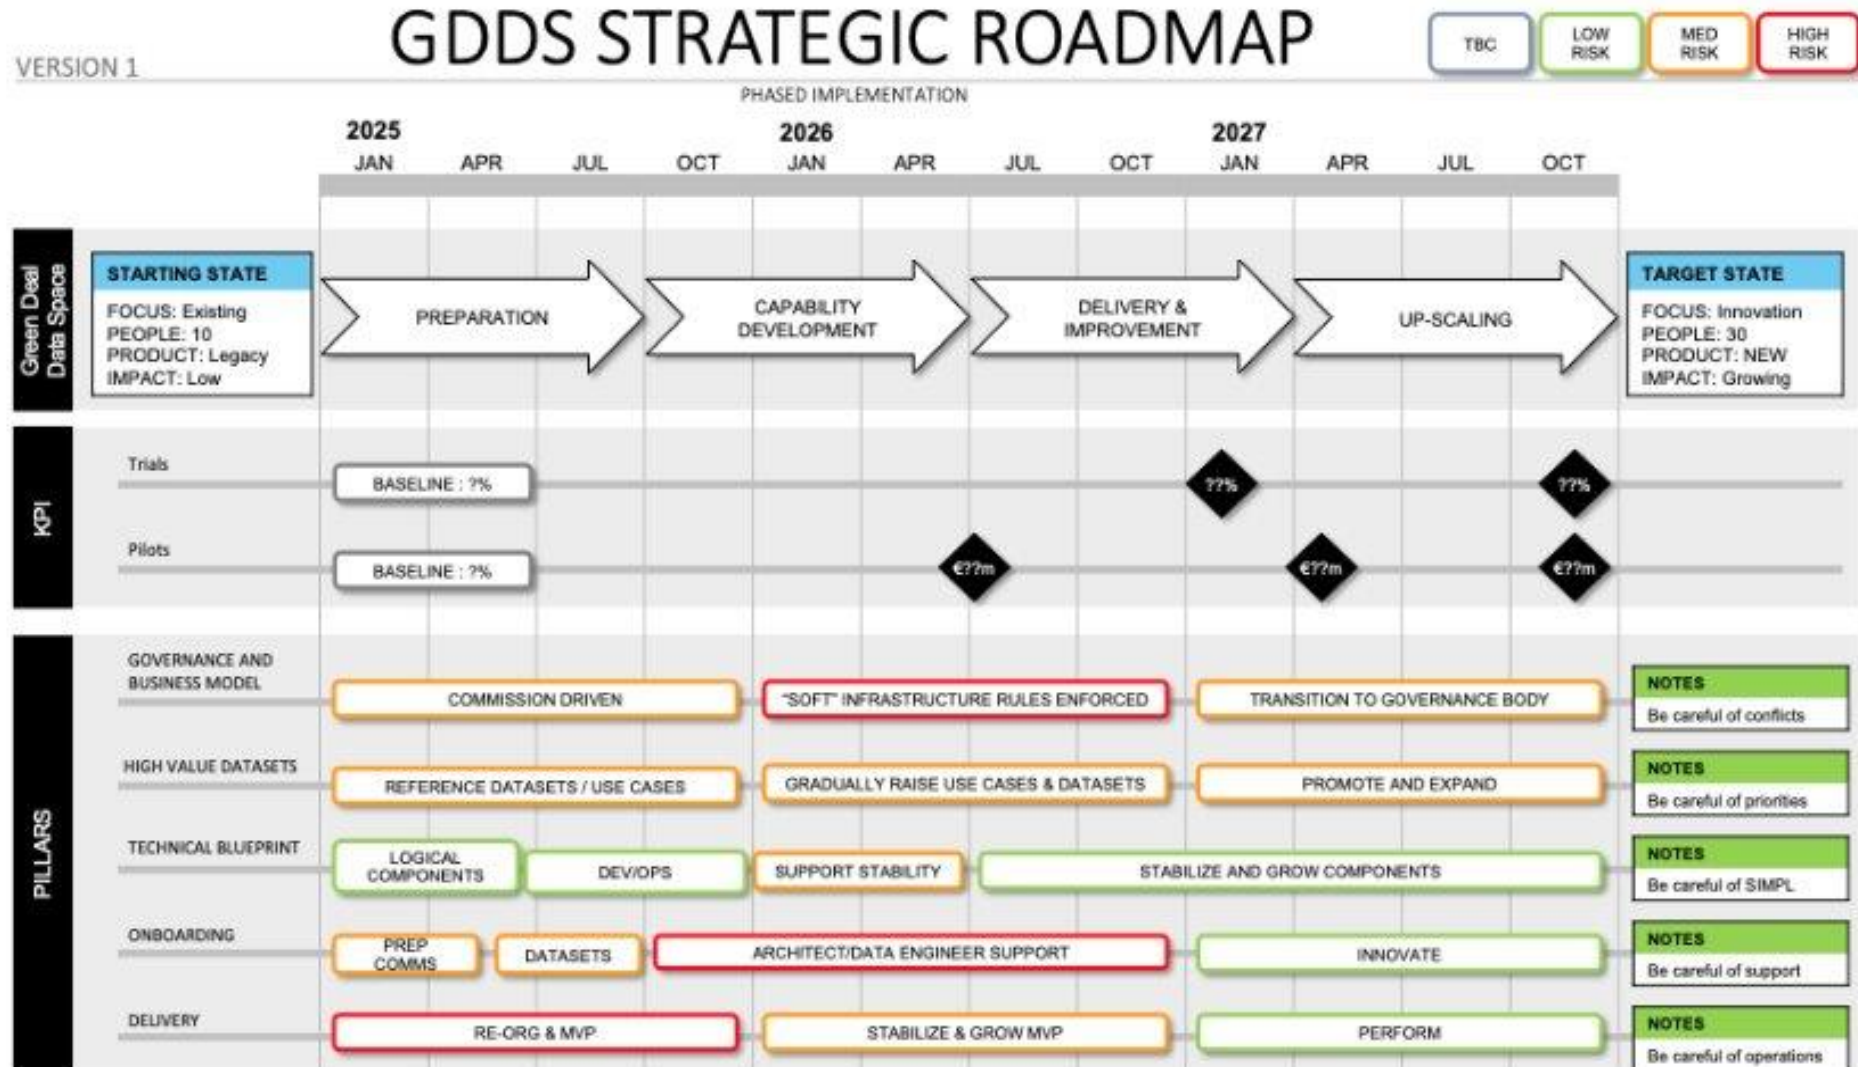 GDDS STRATEGIC ROADMAP
VERSION 1
TBC
LOW
RISK
MED
RISK
HIGH
RISK
PHASED IMPLEMENTATION
2025
2026
2027
JAN APR JUL OCT JAN APR JUL OCT JAN APR JUL OCT
Green Deal
Data Space
STARTING STATE
FOCUS: Existing
PEOPLE: 10
PRODUCT: Legacy
IMPACT: Low
PREPARATION
CAPABILITY
DEVELOPMENT
DELIVERY &
IMPROVEMENT
UP-SCALING
TARGET STATE
FOCUS: Innovation
PEOPLE: 30
PRODUCT: NEW
IMPACT: Growing
KPI
Trials
BASELINE : ?%
??%
??%
Pilots
BASELINE : ?%
€??m
€??m
€??m
PILLARS
GOVERNANCE AND
BUSINESS MODEL
COMMISSION DRIVEN
"SOFT" INFRASTRUCTURE RULES ENFORCED
TRANSITION TO GOVERNANCE BODY
NOTES
Be careful of conflicts
HIGH VALUE DATASETS
REFERENCE DATASETS / USE CASES
GRADUALLY RAISE USE CASES & DATASETS
PROMOTE AND EXPAND
NOTES
Be careful of priorities
TECHNICAL BLUEPRINT
LOGICAL
COMPONENTS
DEV/OPS
SUPPORT STABILITY
STABILIZE AND GROW COMPONENTS
NOTES
Be careful of SIMPL
ONBOARDING
PREP
COMMS
DATASETS
ARCHITECT/DATA ENGINEER SUPPORT
INNOVATE
NOTES
Be careful of support
DELIVERY
RE-ORG & MVP
STABILIZE & GROW MVP
PERFORM
NOTES
Be careful of operations